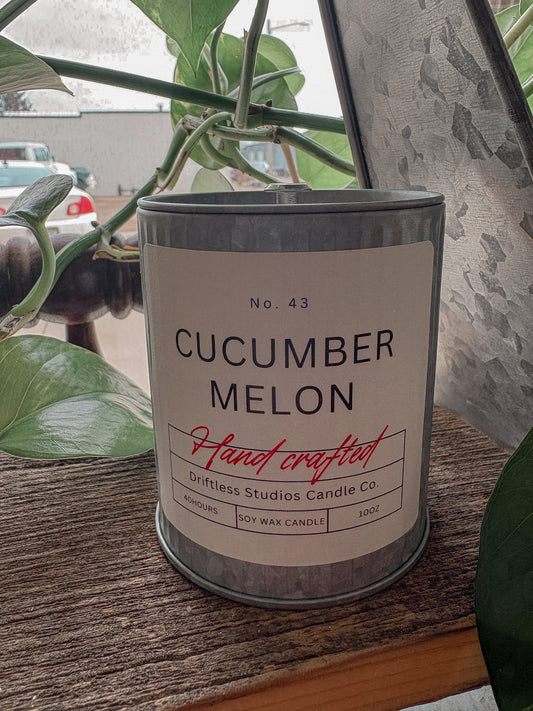 No. 43
CUCUMBER
MELON
Hand crafted
Driftless Studios Candle Co.
40HOURS
SOY WAX CANDLE
10OZ